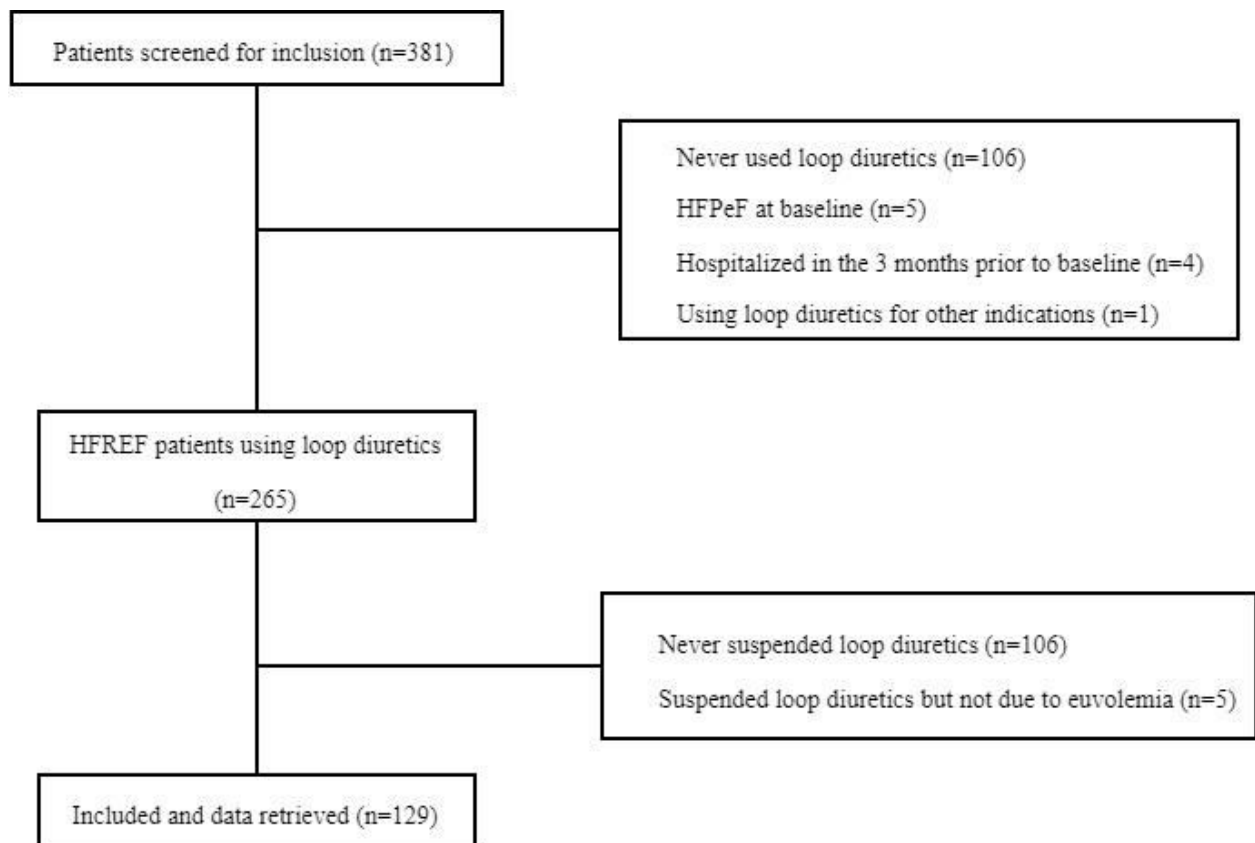 Patients screened for inclusion (n=381)
Never used loop diuretics (n=106)
HFPeF at baseline (n=5)
Hospitalized in the 3 months prior to baseline (n=4)
Using loop diuretics for other indications (n=1)
HFREF patients using loop diuretics
(n=265)
Never suspended loop diuretics (n=106)
Suspended loop diuretics but not due to euvolemia (n=5)
Included and data retrieved (n=129)